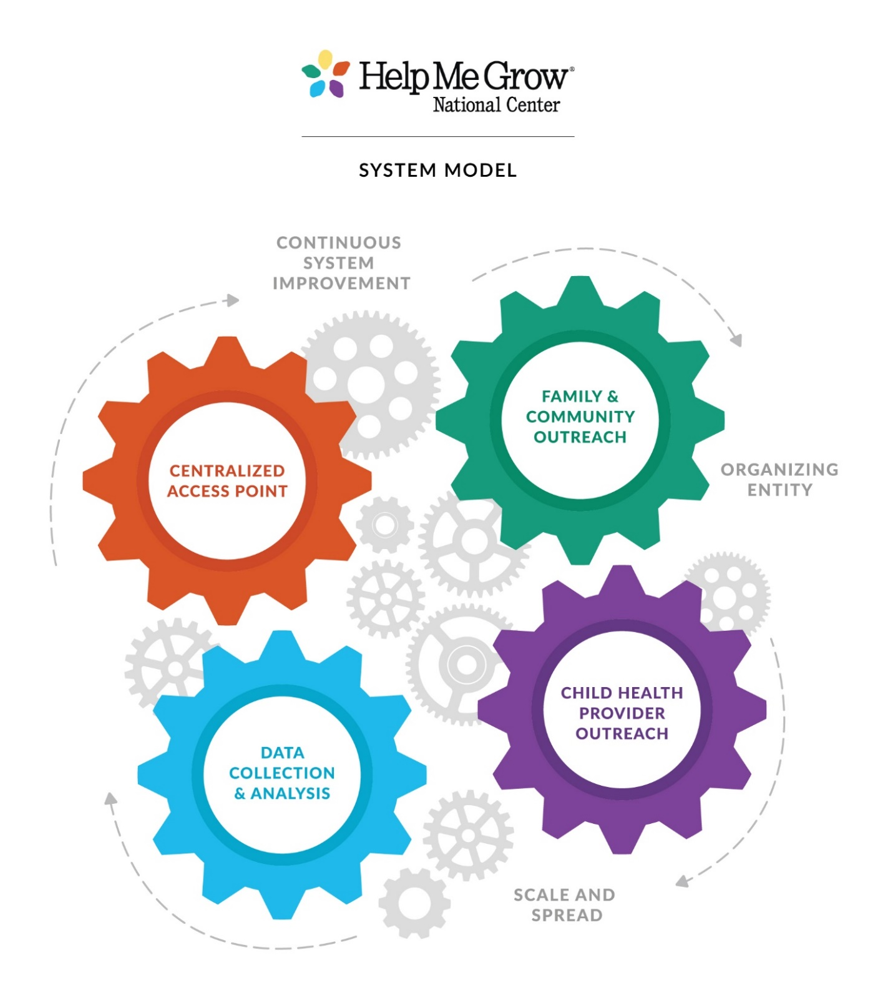 Help Me Grow®
National Center
SYSTEM MODEL
CONTINUOUS
SYSTEM
IMPROVEMENT
FAMILY &
COMMUNITY
OUTREACH
CENTRALIZED
ACCESS POINT
ORGANIZING
ENTITY
CHILD HEALTH
PROVIDER
OUTREACH
DATA
COLLECTION
& ANALYSIS
SCALE AND
SPREAD